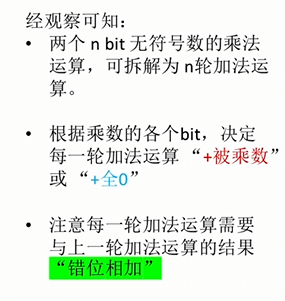 经观察可知：
• 两个 n bit 无符号数的乘法
运算，可拆解为 n轮加法运
算。
• 根据乘数的各个bit，决定
每一轮加法运算 “+被乘数”
或 “+全0”
• 注意每一轮加法运算需要
与上一轮加法运算的结果
“错位相加”